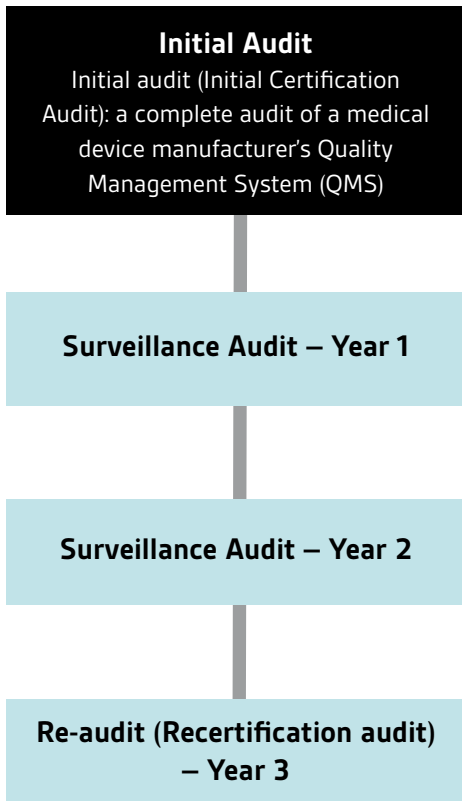 Initial Audit
Initial audit (Initial Certification
Audit): a complete audit of a medical
device manufacturer’s Quality
Management System (QMS)
Surveillance Audit – Year 1
Surveillance Audit – Year 2
Re-audit (Recertification audit)
– Year 3